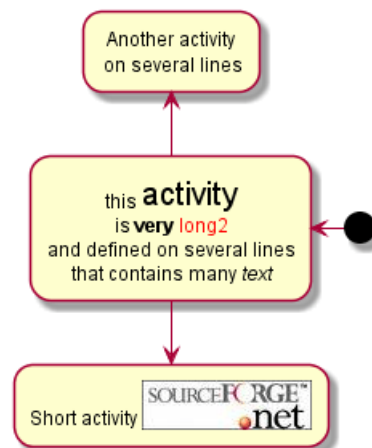 Another activity
on several lines
this activity
is very long2
and defined on several lines
that contains many text
Short activity SOURCEFORGE™
.net